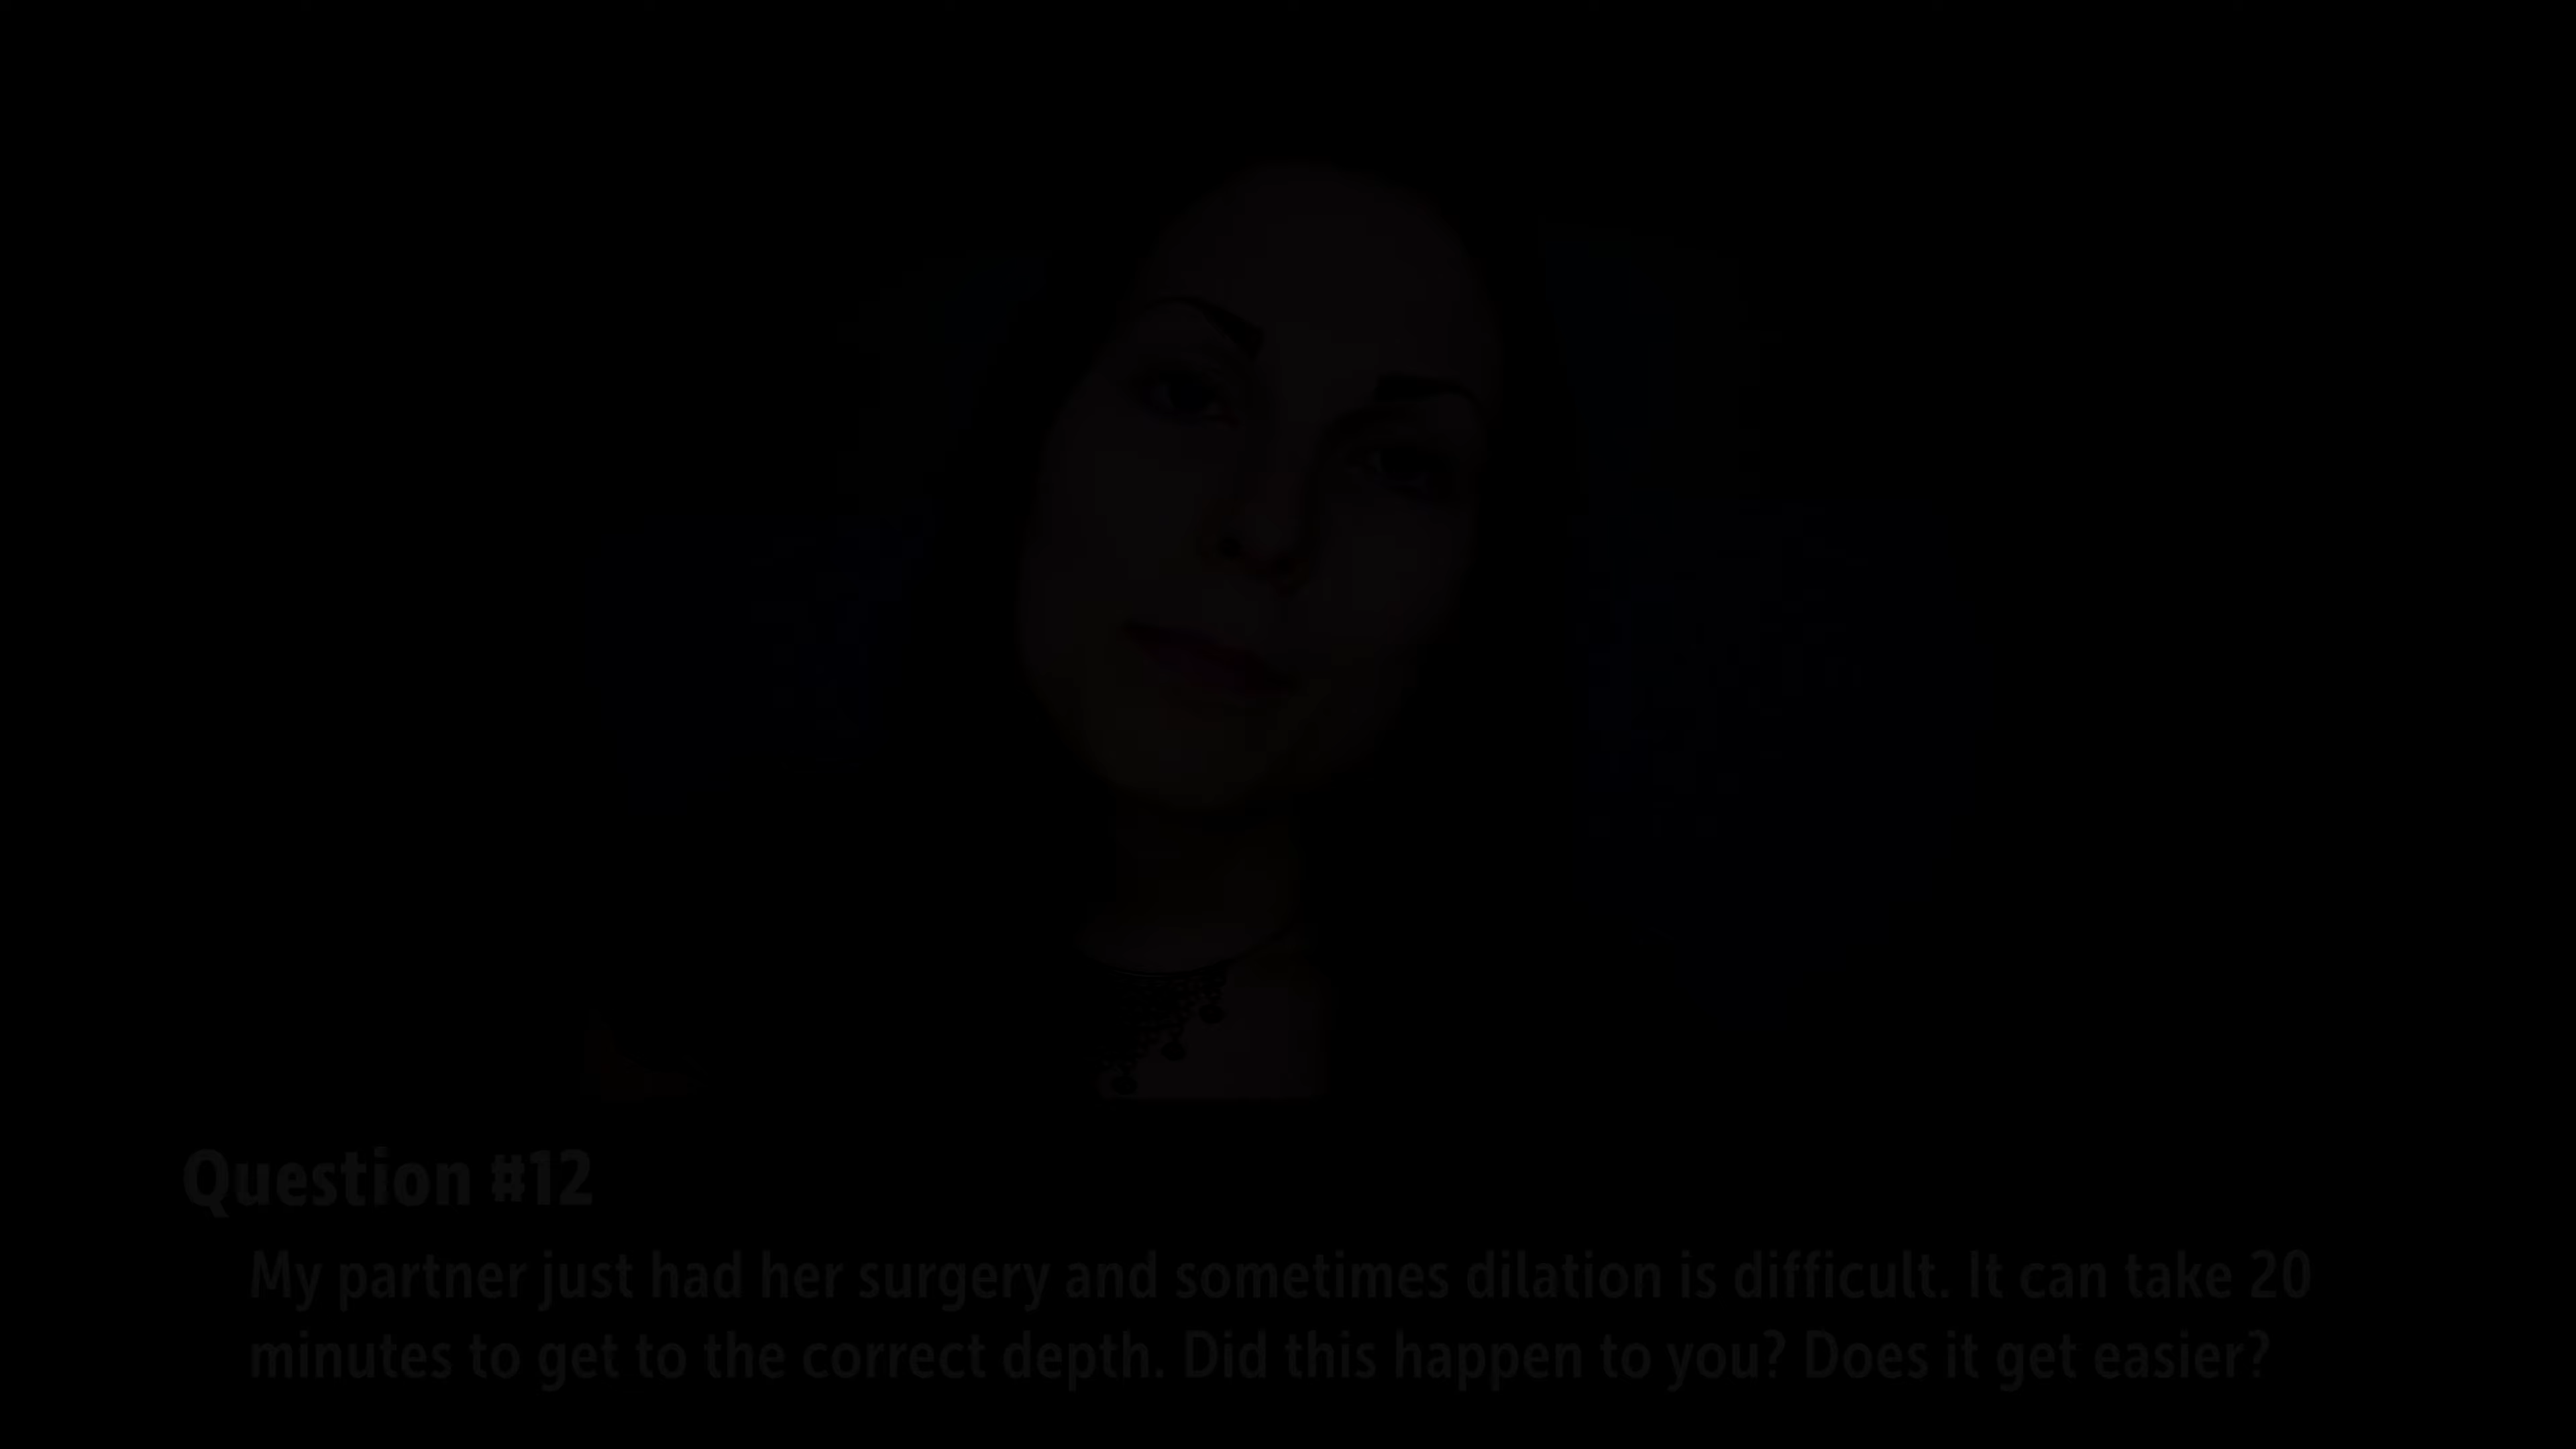 Question #12
My partner just had her surgery and sometimes dilation is difficult. It can take 20
minutes to get to the correct depth. Did this happen to you? Does it get easier?